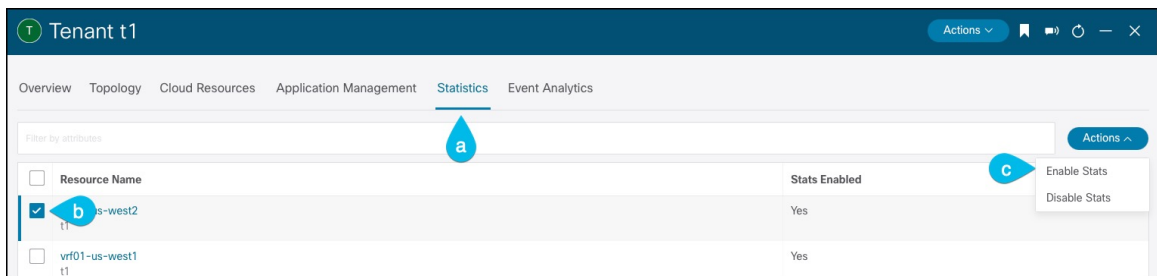 T Tenant t1
Actions
Overview Topology Cloud Resources Application Management Statistics Event Analytics
Filter by attributes
a
Actions
Resource Name Stats Enabled
c Enable Stats
Disable Stats
b s-west2 Yes
t1
vrf01-us-west1 Yes
t1